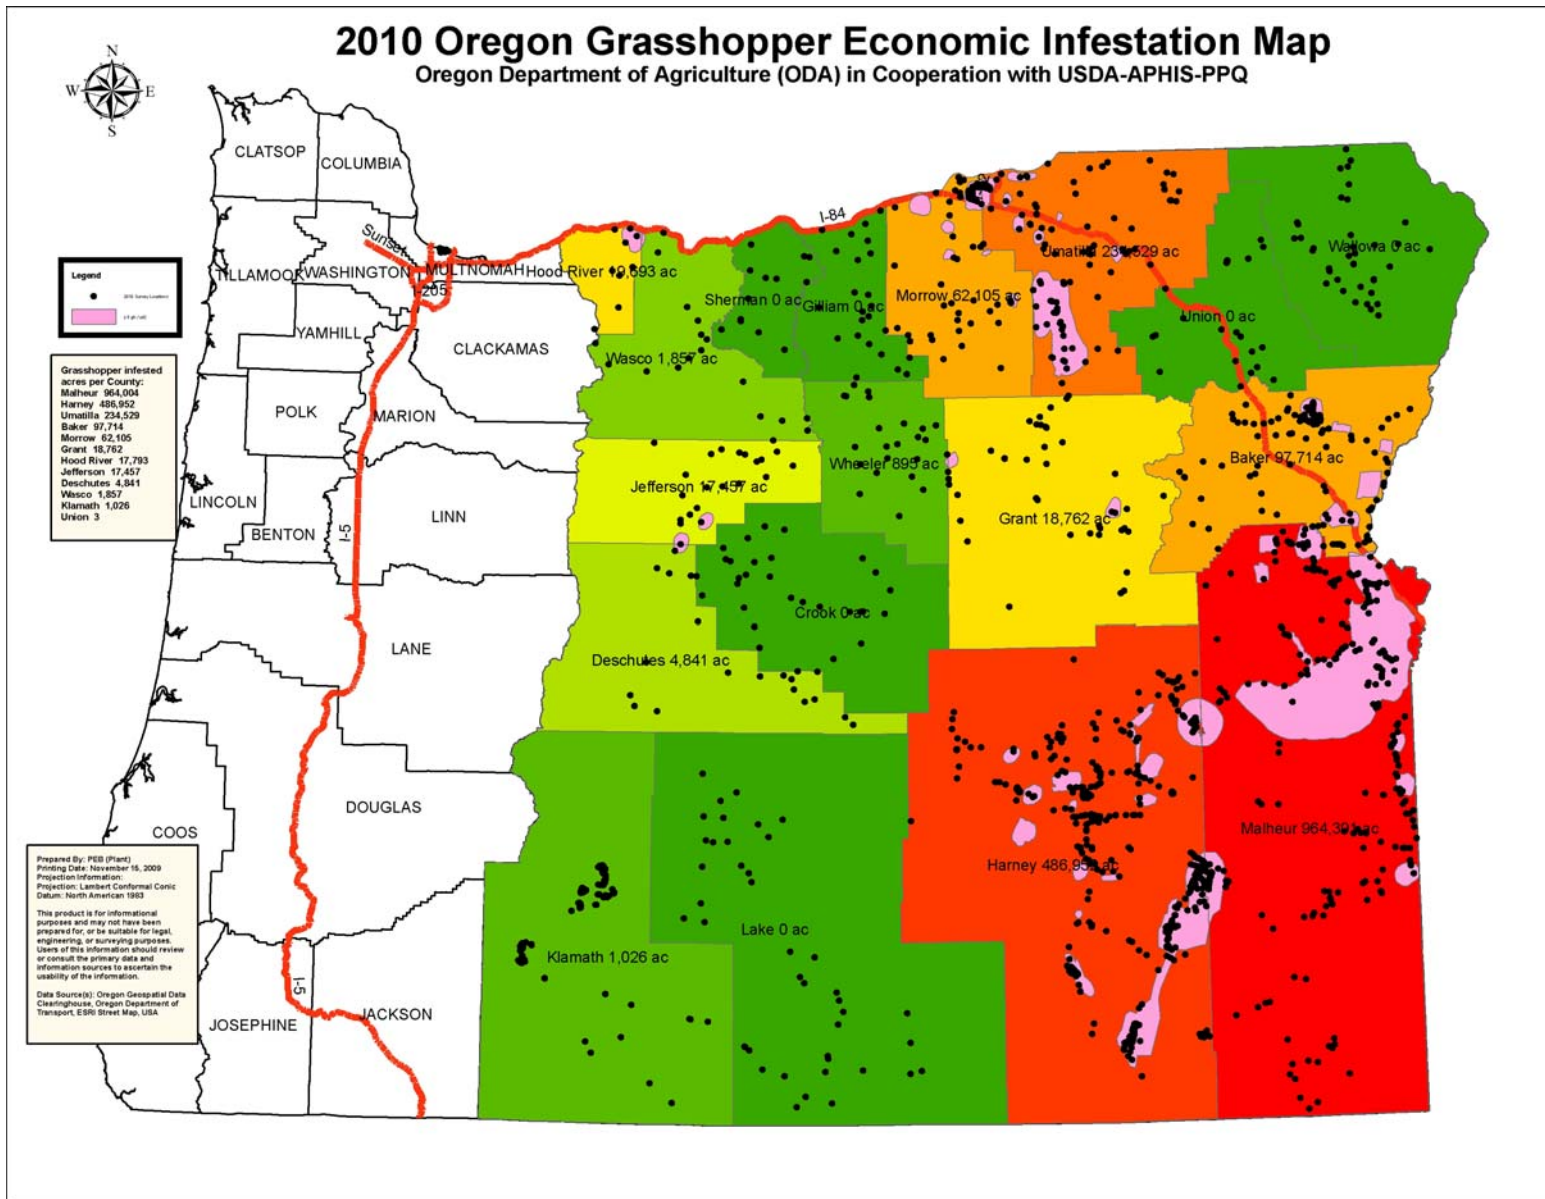 2010 Oregon Grasshopper Economic Infestation Map
Oregon Department of Agriculture (ODA) in Cooperation with USDA-APHIS-PPQ
N
W E
S
CLATSOP
COLUMBIA
I-84
Sunset
TILLAMOOK
WASHINGTON
MULTNOMAH
Hood River 19,693 ac
Umatilla 234,529 ac
Wallowa 0 ac
Legend
2010 Survey Locations
I-205
Sherman 0 ac
Gilliam 0 ac
Morrow 62,105 ac
Union 0 ac
YAMHILL
CLACKAMAS
Wasco 1,857 ac
Grasshopper infested
acres per County:
Malheur 964,004
Harney 486,952
Umatilla 234,529
Baker 97,714
Morrow 62,105
Grant 18,762
Hood River 17,793
Jefferson 17,457
Deschutes 4,841
Wasco 1,857
Klamath 1,026
Union 3
POLK
MARION
Wheeler 895 ac
Baker 97,714 ac
Jefferson 17,457 ac
LINCOLN
BENTON
I-5
LINN
Grant 18,762 ac
Crook 0 ac
LANE
Deschutes 4,841 ac
DOUGLAS
COOS
Malheur 964,391 ac
Harney 486,952 ac
Prepared By: PEB (Plant)
Printing Date: November 15, 2009
Projection Information:
Projection: Lambert Conformal Conic
Datum: North American 1983
This product is for informational
purposes and may not have been
prepared for, or be suitable for legal,
engineering, or surveying purposes.
Users of this information should review
or consult the primary data and
information sources to ascertain the
usability of the information.
Data Source(s): Oregon Geospatial Data
Clearinghouse, Oregon Department of
Transport, ESRI Street Map, USA
Lake 0 ac
Klamath 1,026 ac
I-5
JOSEPHINE
JACKSON